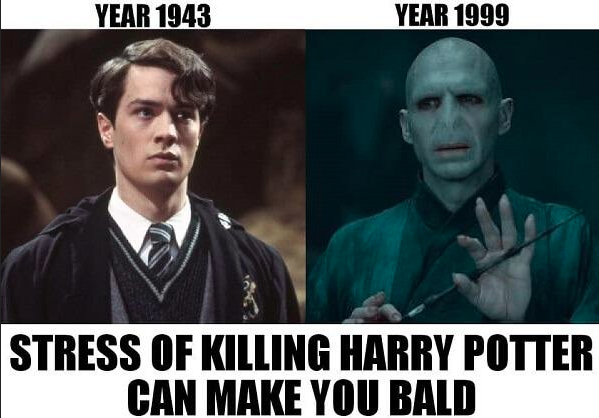 YEAR 1943
YEAR 1999
STRESS OF KILLING HARRY POTTER
CAN MAKE YOU BALD